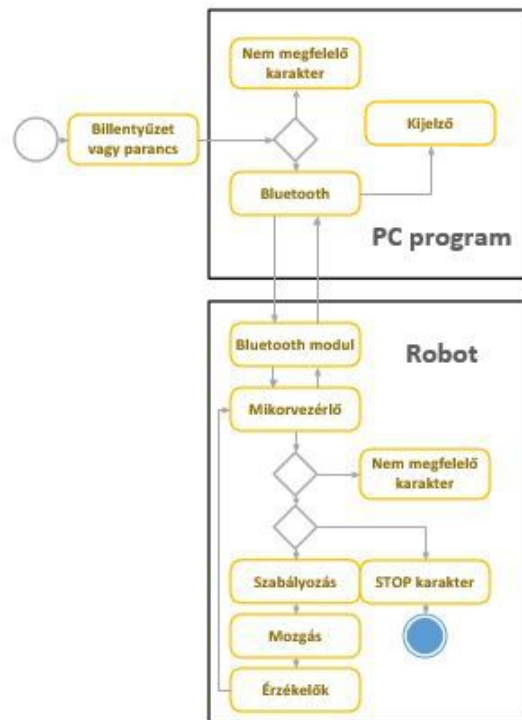 Nem megfelelő
karakter
Billentyűzet
vagy parancs
Kijelző
Bluetooth
PC program
Bluetooth modul
Robot
Mikorvezérlő
Nem megfelelő
karakter
Szabályozás
STOP karakter
Mozgás
Érzékelők